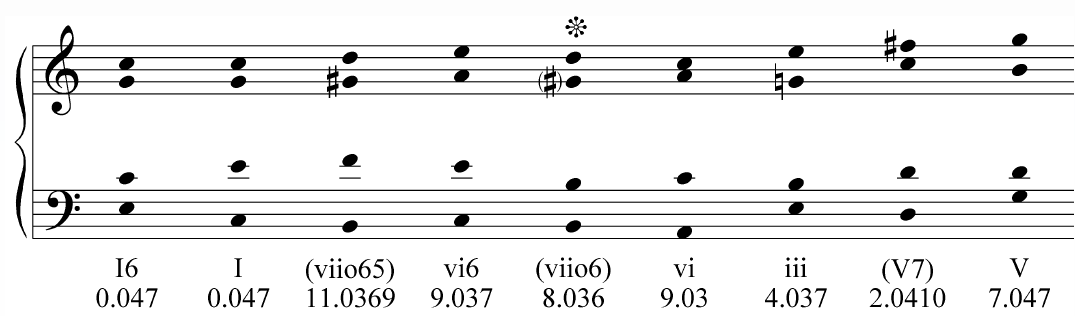 I6 I (viio65) vi6 (viio6) vi iii (V7) V
0.047 0.047 11.0369 9.037 8.036 9.03 4.037 2.0410 7.047